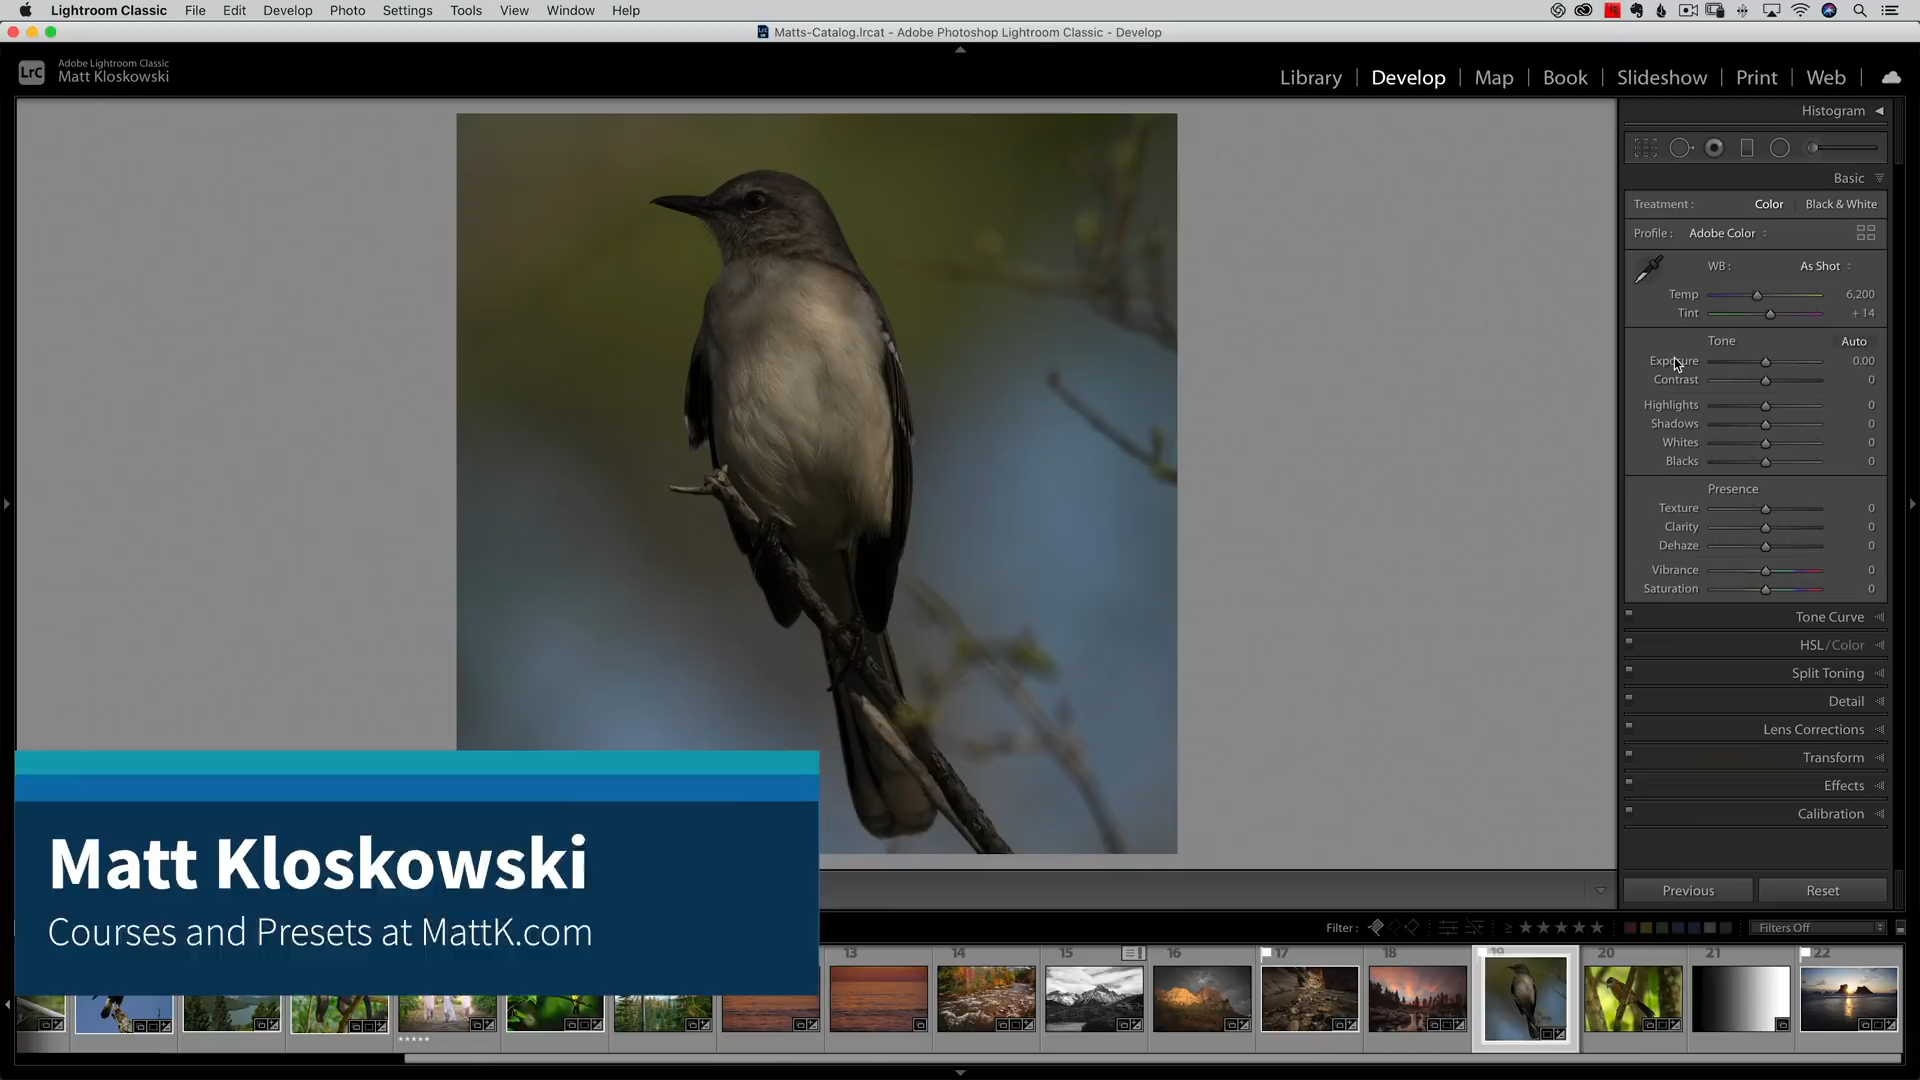 Lightroom Classic File Edit Develop Photo Settings Tools View Window Help
Matts-Catalog.lrcat - Adobe Photoshop Lightroom Classic - Develop
LrC
Adobe Lightroom Classic
Matt Kloskowski
Library | Develop | Map | Book | Slideshow | Print | Web
Histogram
Basic
Treatment : Color Black & White
Profile : Adobe Color
WB : As Shot
Temp 6,200
Tint + 14
Tone Auto
Exposure 0.00
Contrast 0
Highlights 0
Shadows 0
Whites 0
Blacks 0
Presence
Texture 0
Clarity 0
Dehaze 0
Vibrance 0
Saturation 0
Tone Curve
HSL / Color
Split Toning
Detail
Lens Corrections
Transform
Effects
Calibration
Previous Reset
Matt Kloskowski
Courses and Presets at MattK.com
Filter : ≥ ★ ★ ★ ★ ★ Filters Off
13 14 15 16 17 18 19 20 21 22
★★★★★